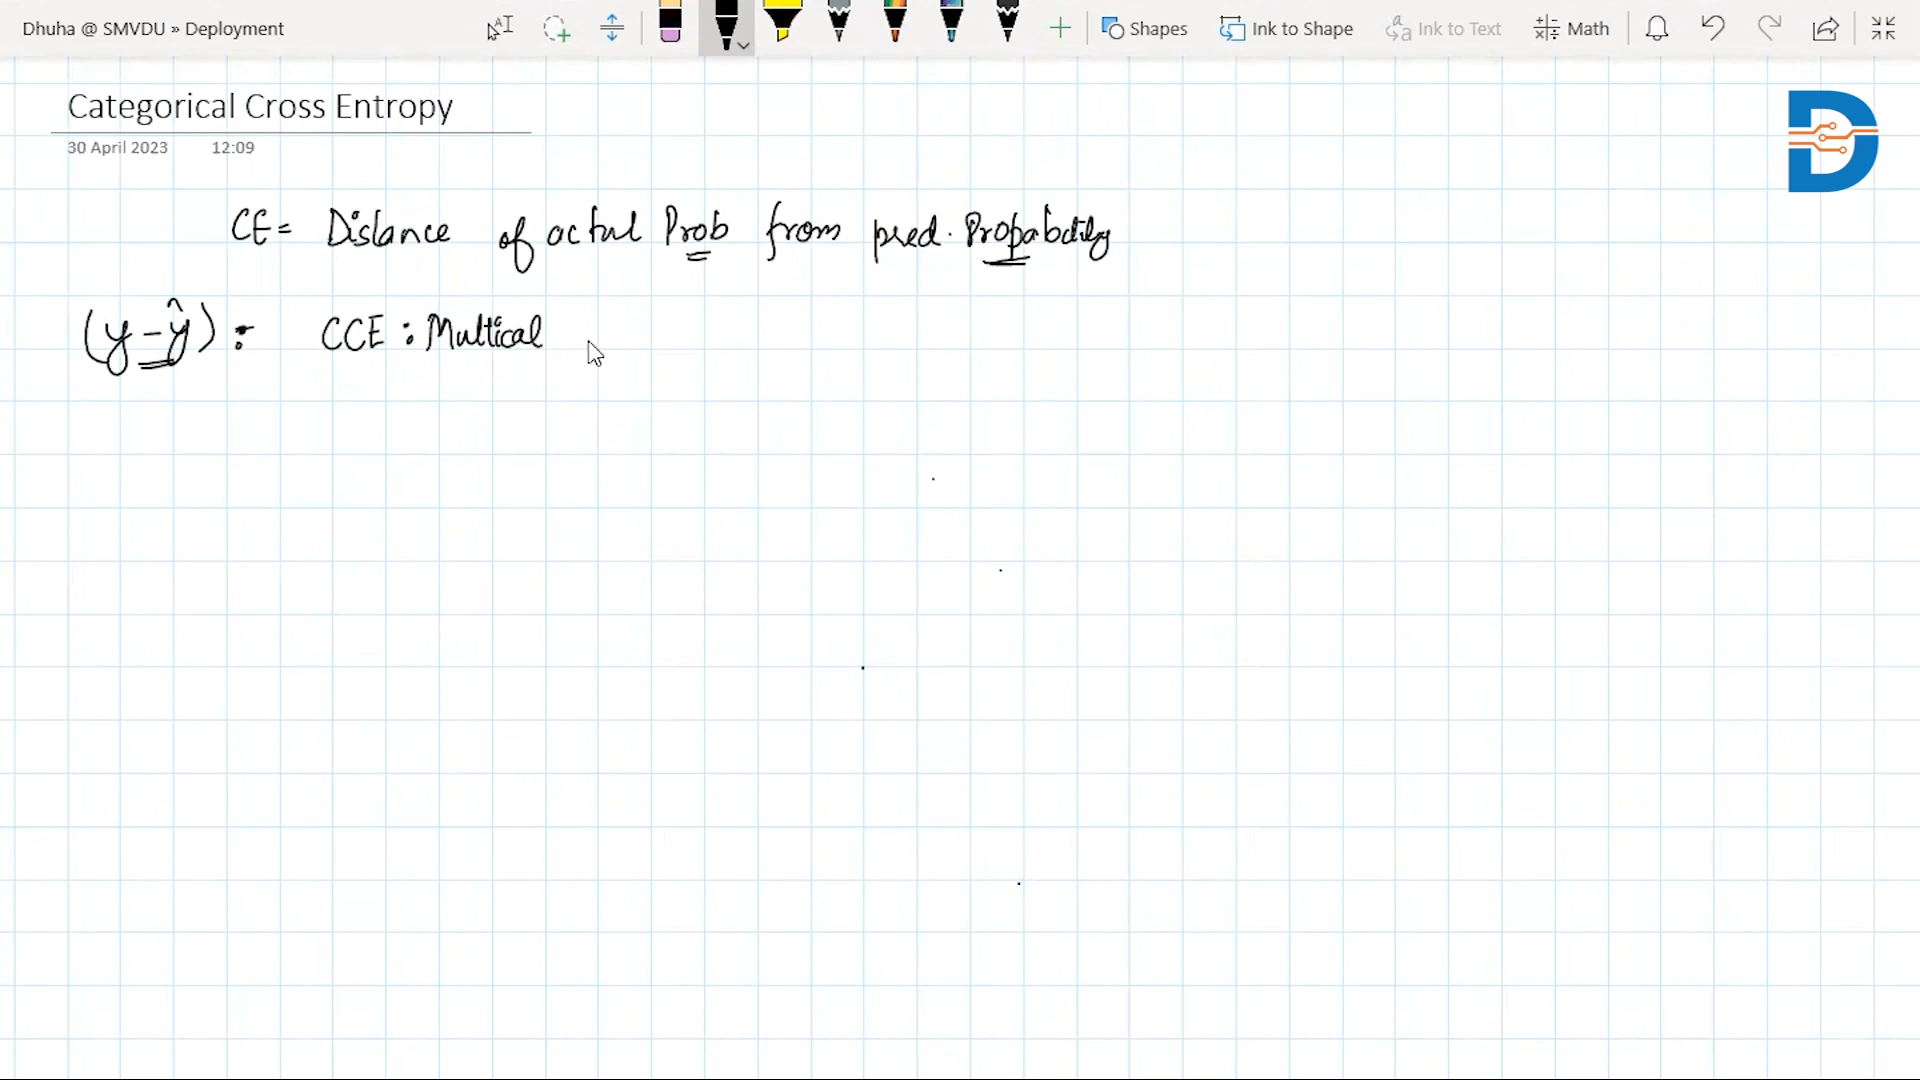 Dhuha @ SMVDU » Deployment Shapes Ink to Shape Ink to Text Math
Categorical Cross Entropy
30 April 2023 12:09
CE = Distance of actul Prob from pred. Propabdility
(y - ŷ) : CCE : Multical